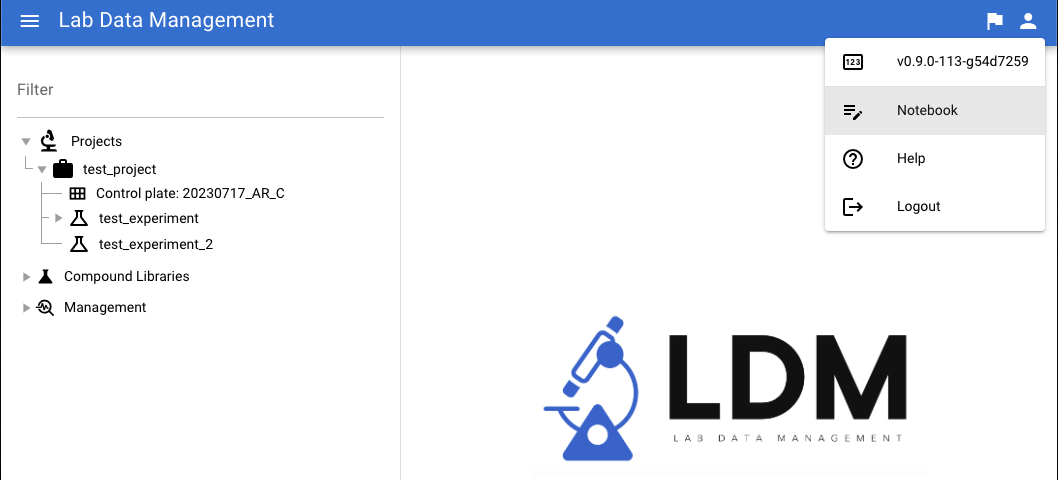 Lab Data Management
Filter
Projects
test_project
Control plate: 20230717_AR_C
test_experiment
test_experiment_2
Compound Libraries
Management
123
v0.9.0-113-g54d7259
Notebook
Help
Logout
LDM
LAB DATA MANAGEMENT